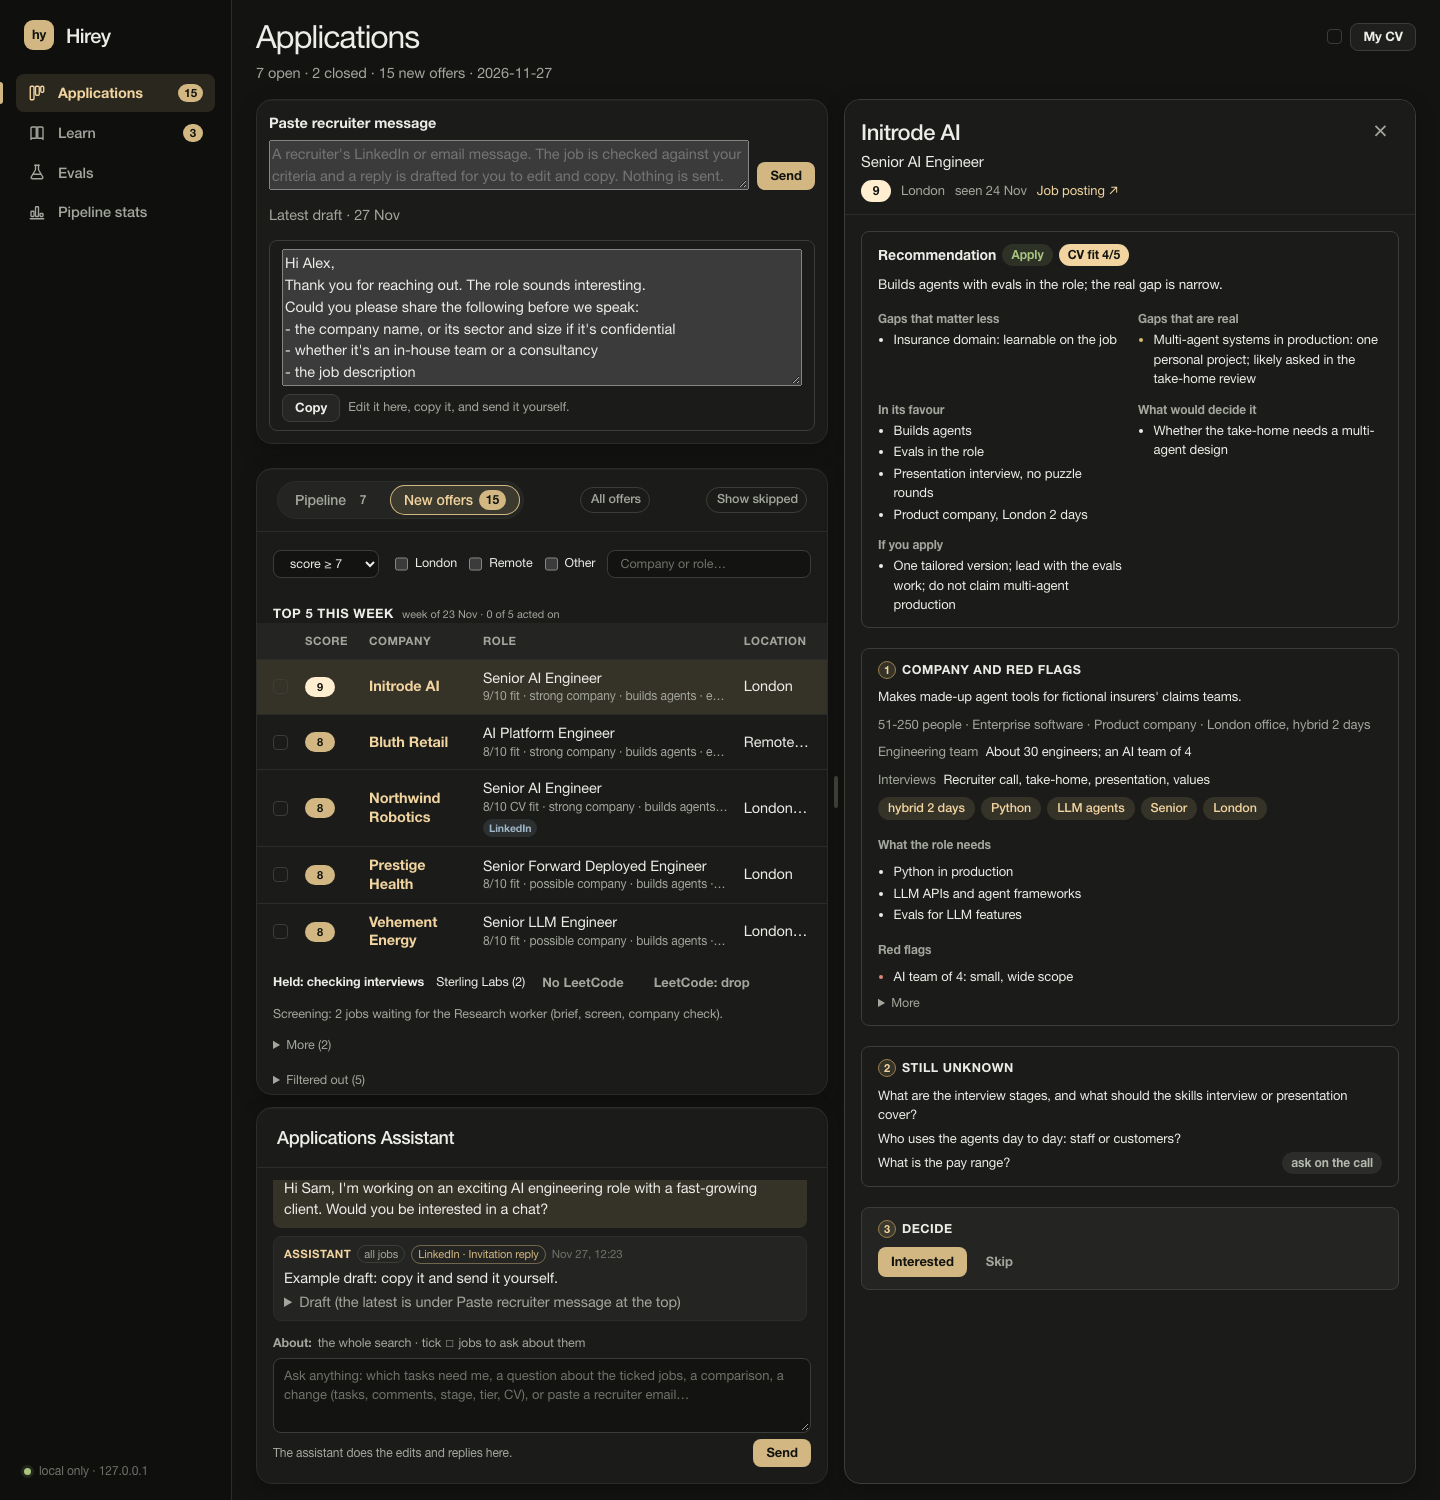 hy Hirey
Applications 15
Learn 3
Evals
Pipeline stats
local only · 127.0.0.1
Applications
7 open · 2 closed · 15 new offers · 2026-11-27
My CV
Paste recruiter message
A recruiter's LinkedIn or email message. The job is checked against your
criteria and a reply is drafted for you to edit and copy. Nothing is sent.
Send
Latest draft · 27 Nov
Hi Alex,
Thank you for reaching out. The role sounds interesting.
Could you please share the following before we speak:
- the company name, or its sector and size if it's confidential
- whether it's an in-house team or a consultancy
- the job description
Copy Edit it here, copy it, and send it yourself.
Pipeline 7 New offers 15 All offers Show skipped
score ≥ 7 London Remote Other Company or role…
TOP 5 THIS WEEK week of 23 Nov · 0 of 5 acted on
SCORE COMPANY ROLE LOCATION
9 Initrode AI Senior AI Engineer London
9/10 fit · strong company · builds agents · e…
8 Bluth Retail AI Platform Engineer Remote…
8/10 fit · strong company · builds agents · e…
8 Northwind Robotics Senior AI Engineer London…
8/10 CV fit · strong company · builds agents…
LinkedIn
8 Prestige Health Senior Forward Deployed Engineer London
8/10 fit · possible company · builds agents ·…
8 Vehement Energy Senior LLM Engineer London…
8/10 fit · possible company · builds agents ·…
Held: checking interviews Sterling Labs (2) No LeetCode LeetCode: drop
Screening: 2 jobs waiting for the Research worker (brief, screen, company check).
More (2)
Filtered out (5)
Applications Assistant
Hi Sam, I'm working on an exciting AI engineering role with a fast-growing
client. Would you be interested in a chat?
ASSISTANT all jobs LinkedIn · Invitation reply Nov 27, 12:23
Example draft: copy it and send it yourself.
Draft (the latest is under Paste recruiter message at the top)
About: the whole search · tick □ jobs to ask about them
Ask anything: which tasks need me, a question about the ticked jobs, a comparison, a
change (tasks, comments, stage, tier, CV), or paste a recruiter email…
The assistant does the edits and replies here.
Send
Initrode AI
Senior AI Engineer
9 London seen 24 Nov Job posting ↗
Recommendation Apply CV fit 4/5
Builds agents with evals in the role; the real gap is narrow.
Gaps that matter less
• Insurance domain: learnable on the job
Gaps that are real
• Multi-agent systems in production: one
personal project; likely asked in the
take-home review
In its favour
• Builds agents
• Evals in the role
• Presentation interview, no puzzle
rounds
• Product company, London 2 days
What would decide it
• Whether the take-home needs a multi-
agent design
If you apply
• One tailored version; lead with the evals
work; do not claim multi-agent
production
1 COMPANY AND RED FLAGS
Makes made-up agent tools for fictional insurers' claims teams.
51-250 people · Enterprise software · Product company · London office, hybrid 2 days
Engineering team About 30 engineers; an AI team of 4
Interviews Recruiter call, take-home, presentation, values
hybrid 2 days Python LLM agents Senior London
What the role needs
• Python in production
• LLM APIs and agent frameworks
• Evals for LLM features
Red flags
• AI team of 4: small, wide scope
More
2 STILL UNKNOWN
What are the interview stages, and what should the skills interview or presentation
cover?
Who uses the agents day to day: staff or customers?
What is the pay range? ask on the call
3 DECIDE
Interested Skip